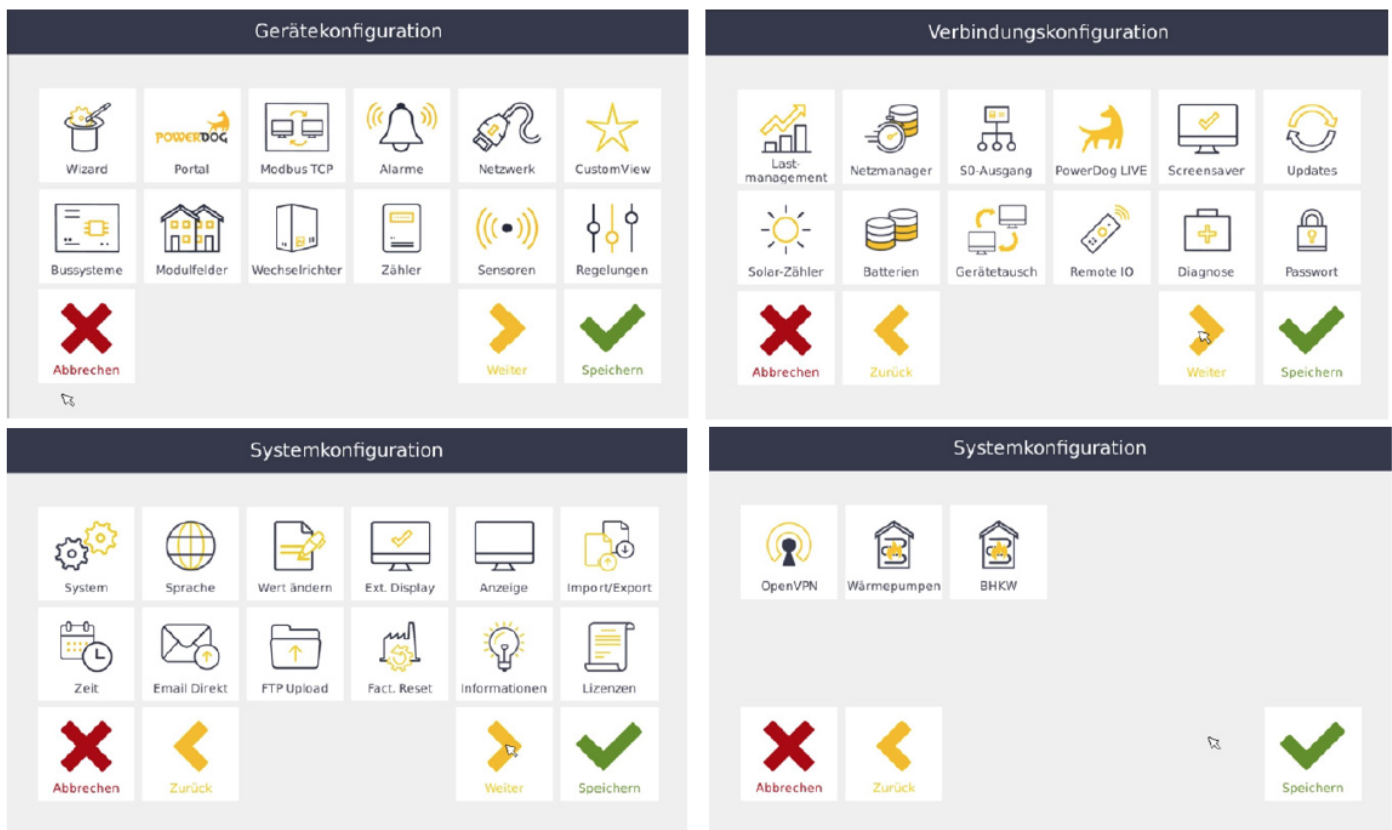 Gerätekonfiguration
Wizard
POWERDOG
Portal
Modbus TCP
Alarme
Netzwerk
CustomView
Bussysteme
Modulfelder
Wechselrichter
Zähler
Sensoren
Regelungen
Abbrechen
Weiter
Speichern
Verbindungskonfiguration
Last-
management
Netzmanager
S0-Ausgang
PowerDog LIVE
Screensaver
Updates
Solar-Zähler
Batterien
Gerätetausch
Remote IO
Diagnose
Passwort
Abbrechen
Zurück
Weiter
Speichern
Systemkonfiguration
System
Sprache
Wert ändern
Ext. Display
Anzeige
Import/Export
Zeit
Email Direkt
FTP Upload
Fact. Reset
Informationen
Lizenzen
Abbrechen
Zurück
Weiter
Speichern
Systemkonfiguration
OpenVPN
Wärmepumpen
BHKW
Abbrechen
Zurück
Speichern